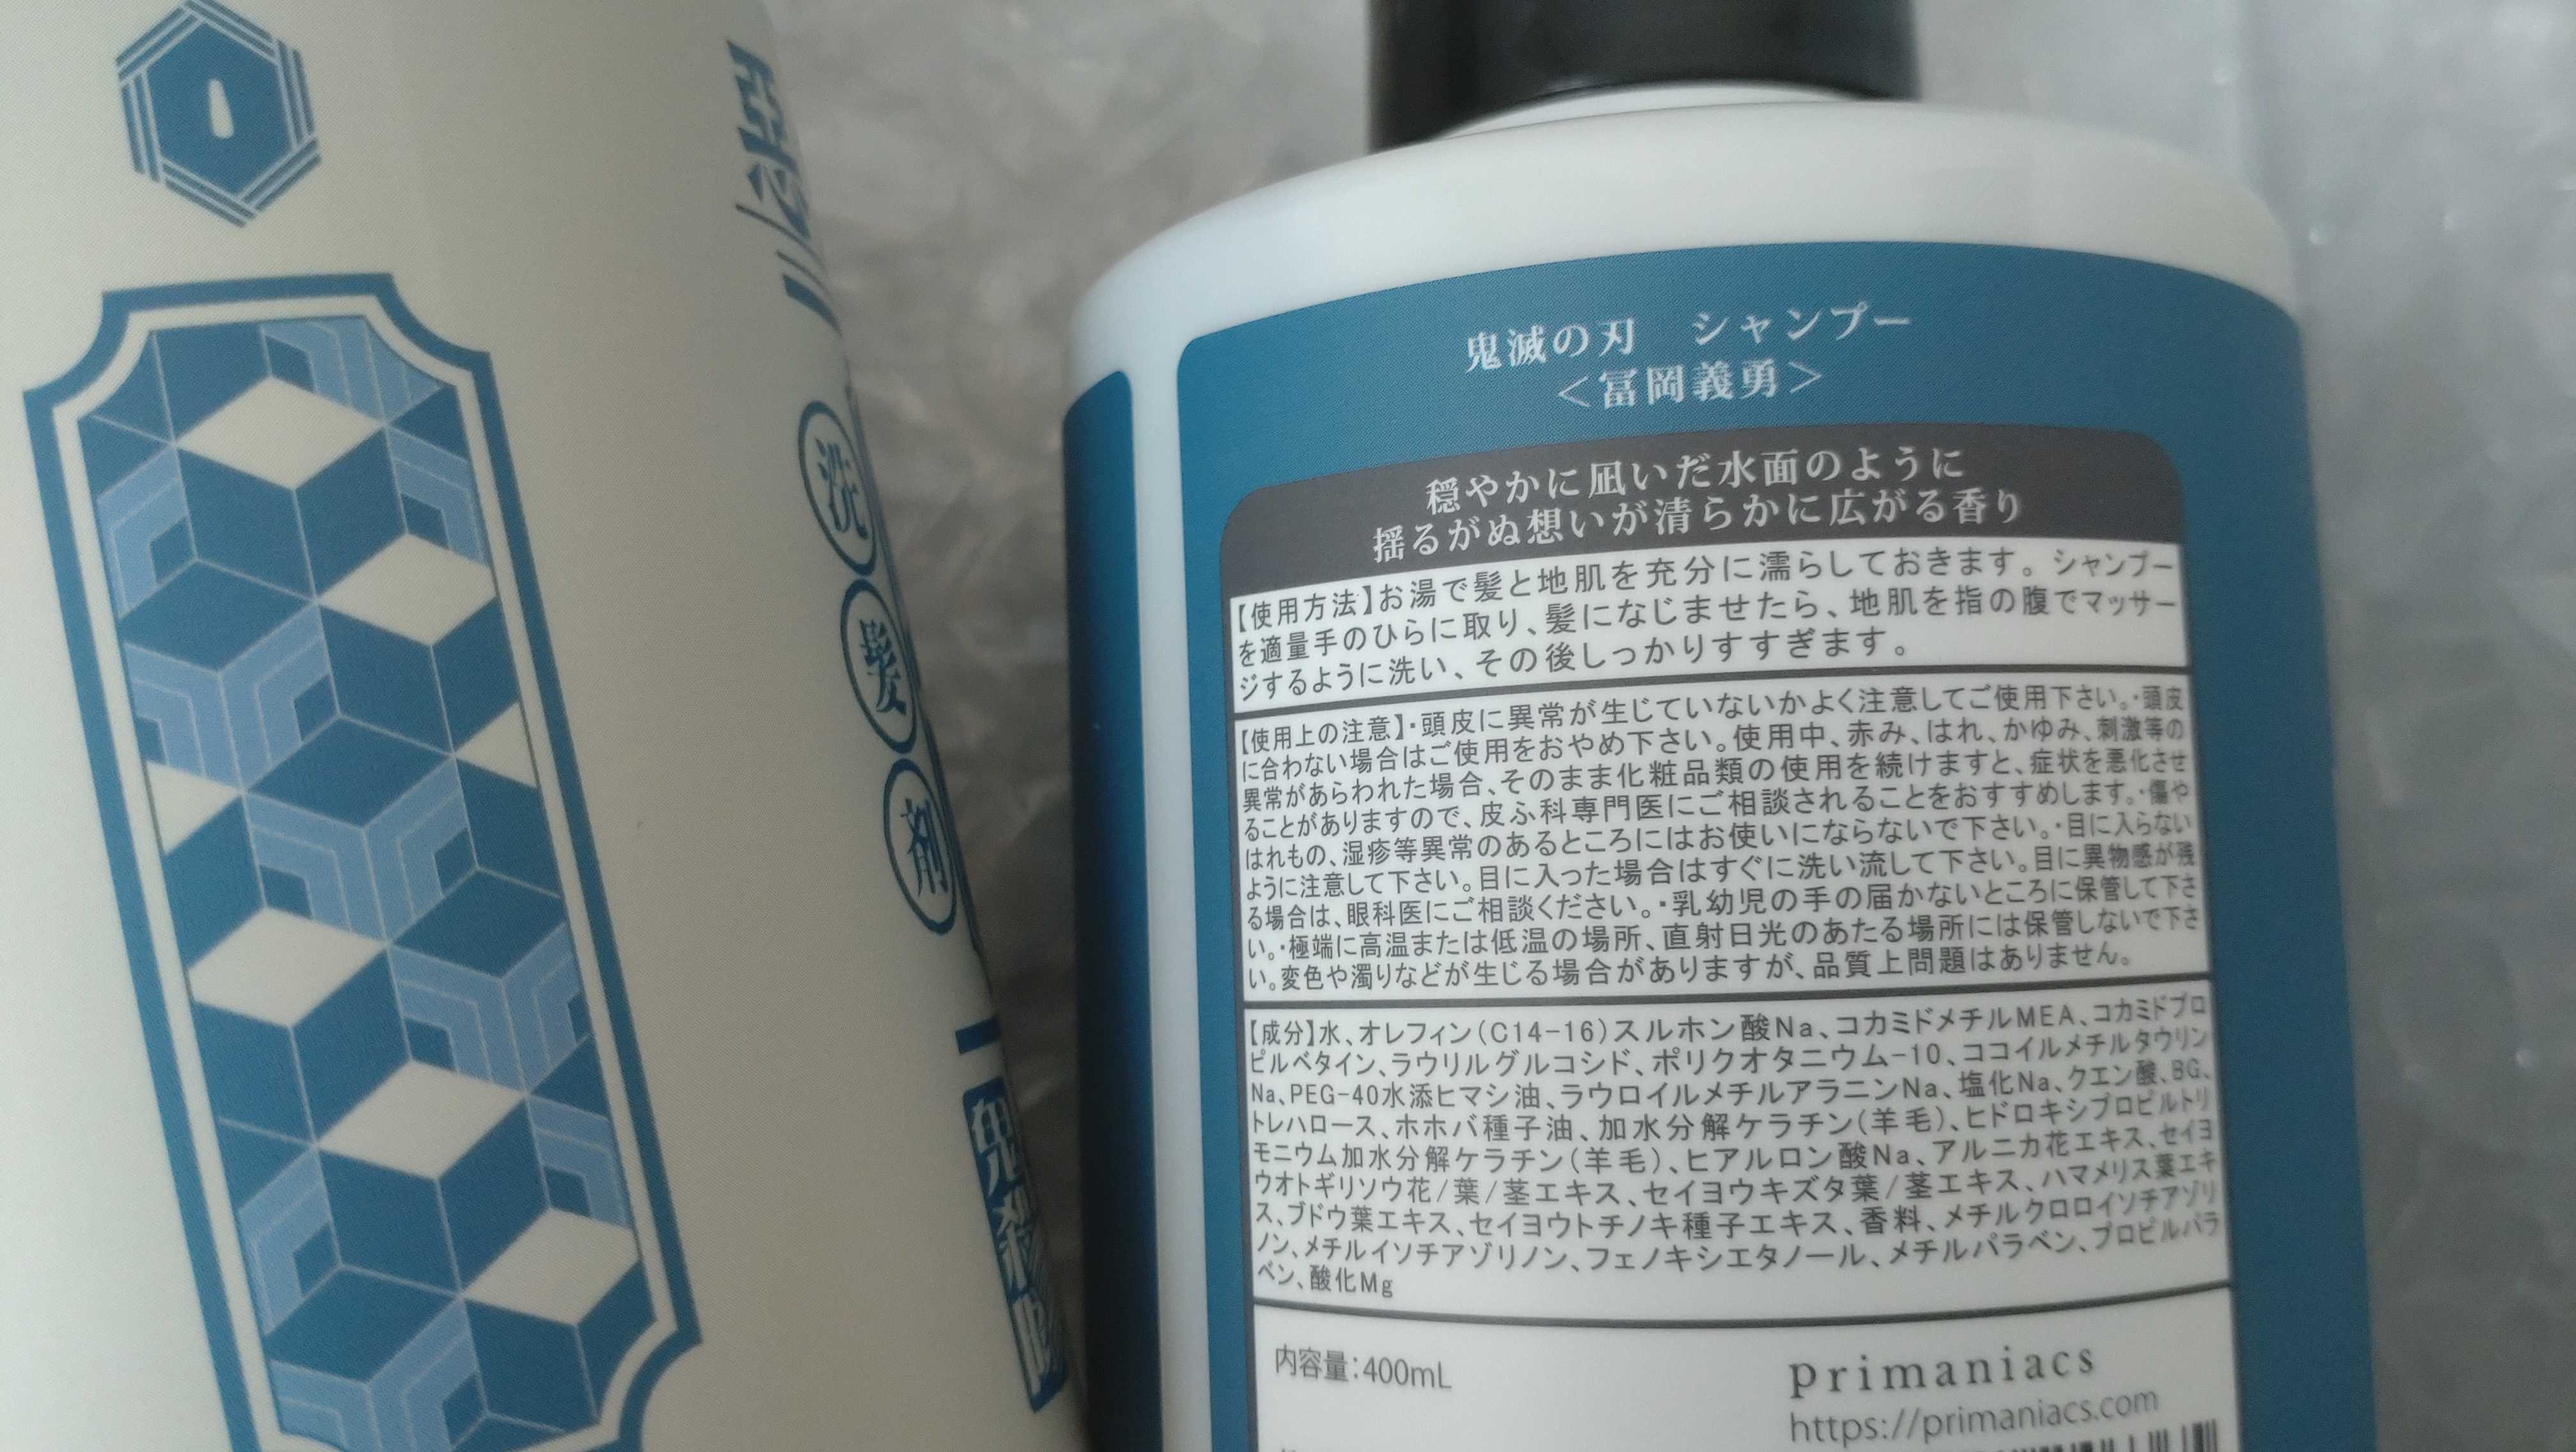 洗
髪
剤
鬼滅の刃 シャンプー
<冨岡義勇>
穏やかに凪いだ水面のように
揺るがぬ想いが清らかに広がる香り
【使用方法】お湯で髪と地肌を充分に濡らしておきます。シャンプー
を適量手のひらに取り、髪になじませたら、地肌を指の腹でマッサー
ジするように洗い、その後しっかりすすぎます。
【使用上の注意】・頭皮に異常が生じていないかよく注意してご使用下さい。・頭皮
に合わない場合はご使用をおやめ下さい。使用中、赤み、はれ、かゆみ、刺激等の
異常があらわれた場合、そのまま化粧品類の使用を続けますと、症状を悪化させ
ることがありますので、皮ふ科専門医にご相談されることをおすすめします。・傷や
はれもの、湿疹等異常のあるところにはお使いにならないで下さい。・目に入らない
ように注意して下さい。目に入った場合はすぐに洗い流して下さい。目に異物感が残
る場合は、眼科医にご相談ください。・乳幼児の手の届かないところに保管して下さ
い。・極端に高温または低温の場所、直射日光のあたる場所には保管しないで下さ
い。変色や濁りなどが生じる場合がありますが、品質上問題はありません。
【成分】水、オレフィン(C14-16)スルホン酸Na、コカミドメチルMEA、コカミドプロ
ピルベタイン、ラウリルグルコシド、ポリクオタニウム-10、ココイルメチルタウリン
Na、PEG-40水添ヒマシ油、ラウロイルメチルアラニンNa、塩化Na、クエン酸、BG、
トレハロース、ホホバ種子油、加水分解ケラチン(羊毛)、ヒドロキシプロピルトリ
モニウム加水分解ケラチン(羊毛)、ヒアルロン酸Na、アルニカ花エキス、セイヨ
ウオトギリソウ花/葉/茎エキス、セイヨウキズタ葉/茎エキス、ハマメリス葉エキ
ス、ブドウ葉エキス、セイヨウトチノキ種子エキス、香料、メチルクロロイソチアゾリ
ノン、メチルイソチアゾリノン、フェノキシエタノール、メチルパラベン、プロピルパラ
ベン、酸化Mg
内容量:400mL
primaniacs
https://primaniacs.com